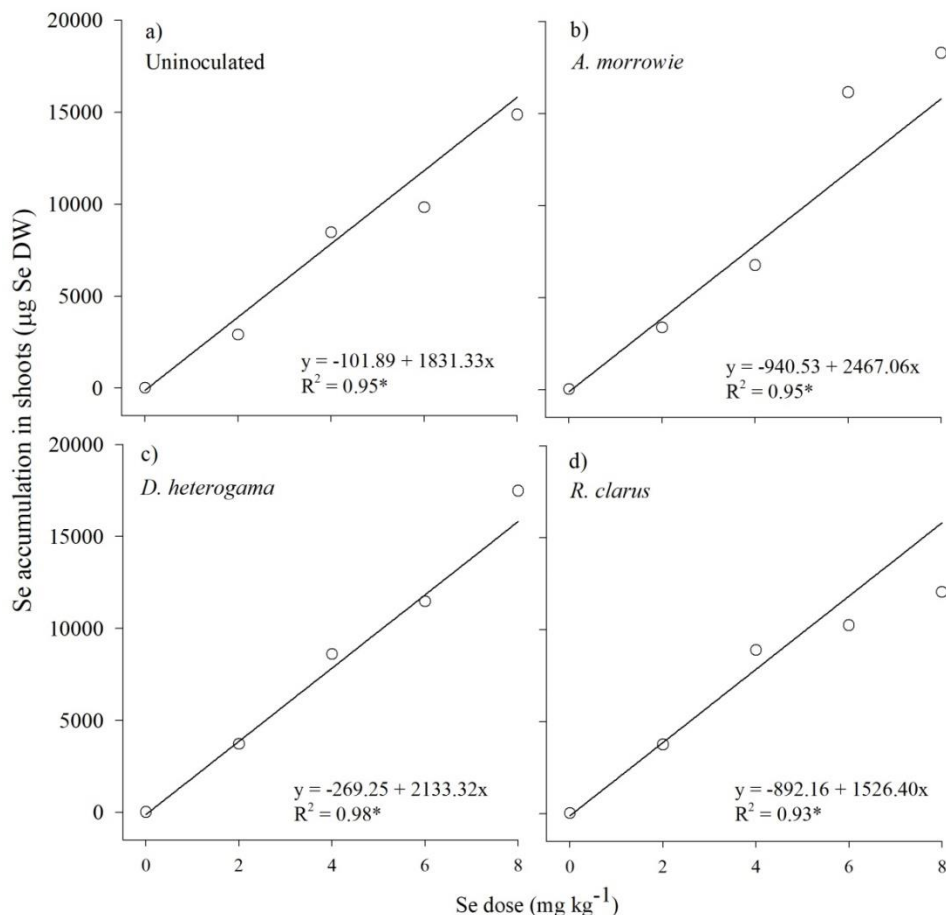 Se accumulation in shoots (µg Se DW)
20000
15000
10000
5000
0
a)
Uninoculated
y = -101.89 + 1831.33x
R² = 0.95*
b)
A. morrowie
y = -940.53 + 2467.06x
R² = 0.95*
20000
15000
10000
5000
0
c)
D. heterogama
y = -269.25 + 2133.32x
R² = 0.98*
0 2 4 6 8
d)
R. clarus
y = -892.16 + 1526.40x
R² = 0.93*
0 2 4 6 8
Se dose (mg kg⁻¹)